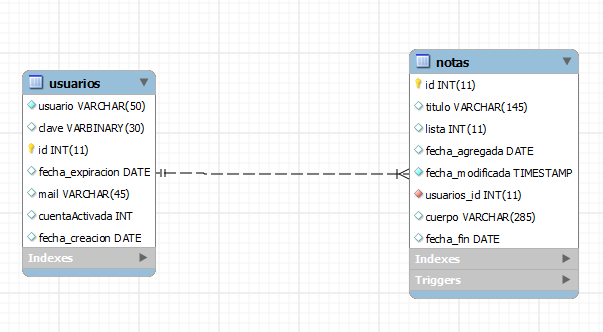 usuarios
usuario VARCHAR(50)
clave VARBINARY(30)
id INT(11)
fecha_expiracion DATE
mail VARCHAR(45)
cuentaActivada INT
fecha_creacion DATE
Indexes
notas
id INT(11)
titulo VARCHAR(145)
lista INT(11)
fecha_agregada DATE
fecha_modificada TIMESTAMP
usuarios_id INT(11)
cuerpo VARCHAR(285)
fecha_fin DATE
Indexes
Triggers